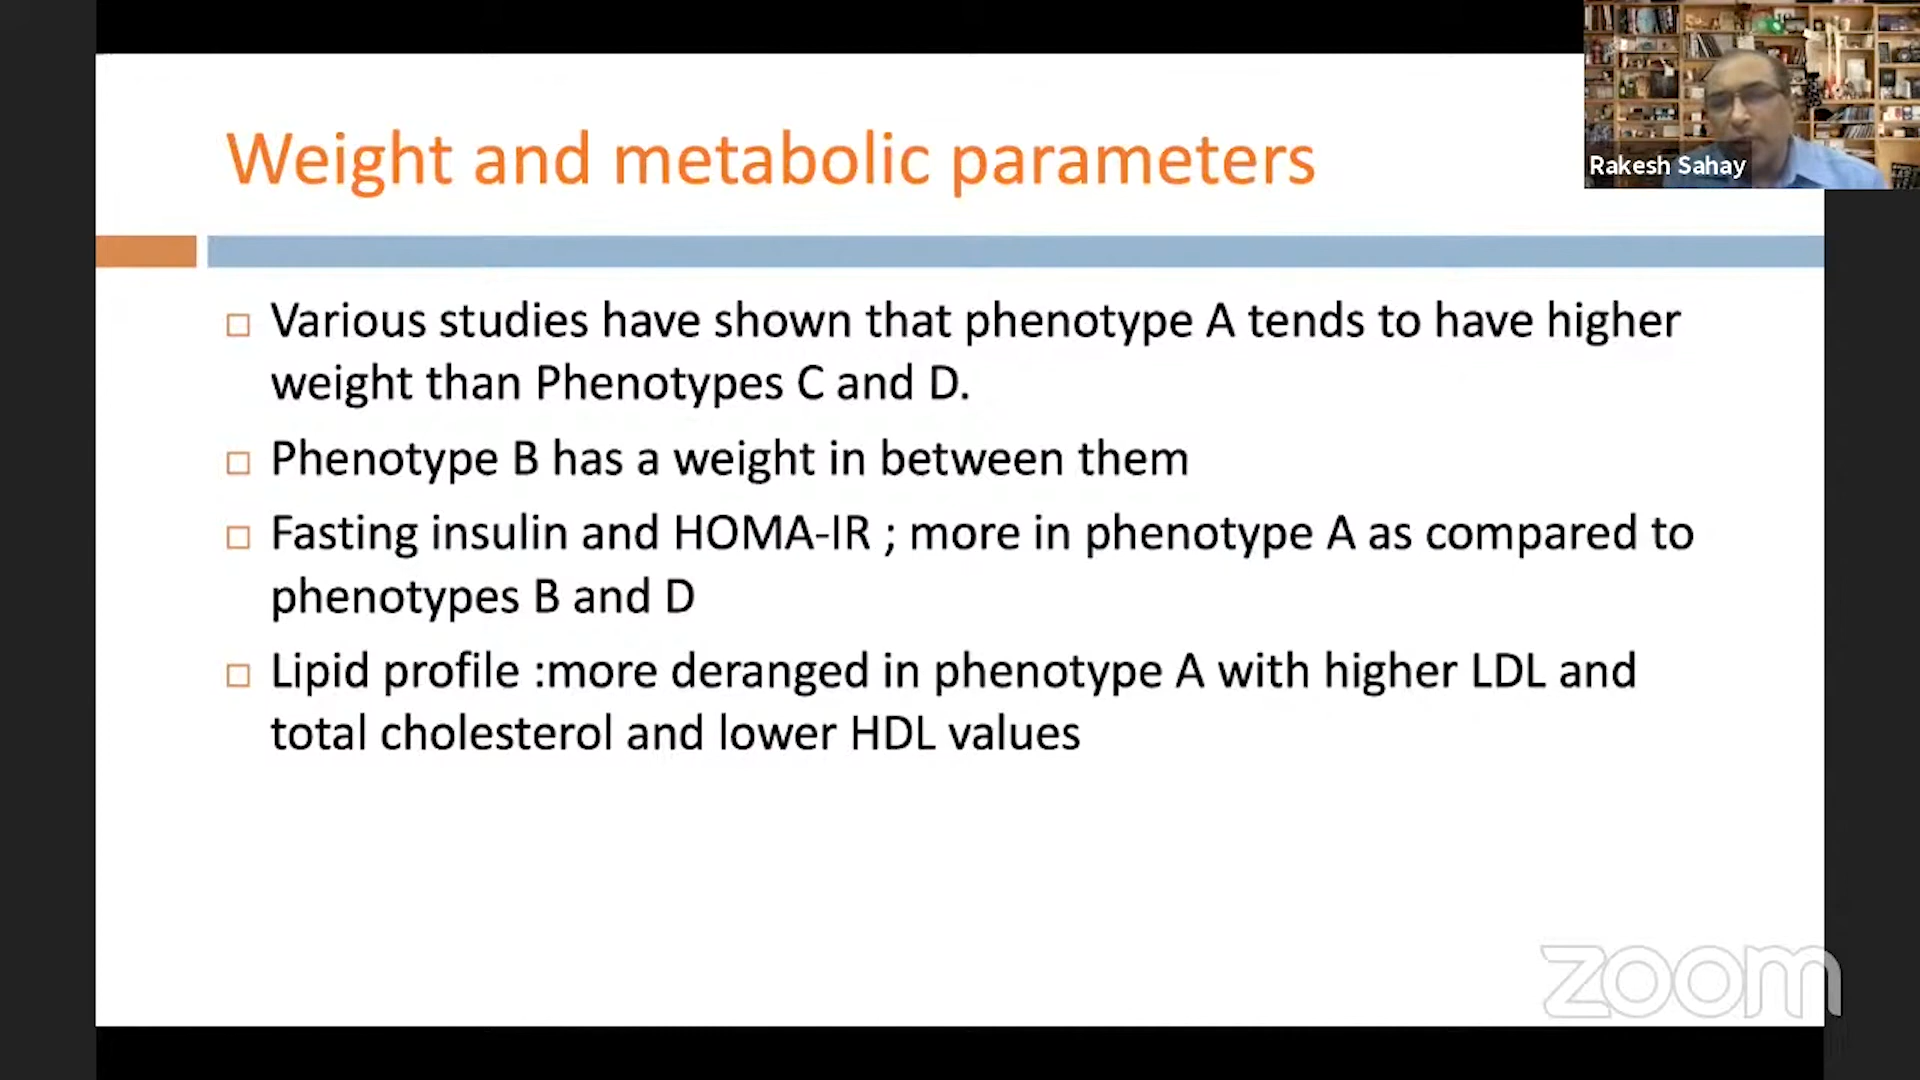 Weight and metabolic parameters
Rakesh Sahay
Various studies have shown that phenotype A tends to have higher
weight than Phenotypes C and D.
Phenotype B has a weight in between them
Fasting insulin and HOMA-IR ; more in phenotype A as compared to
phenotypes B and D
Lipid profile :more deranged in phenotype A with higher LDL and
total cholesterol and lower HDL values
zoom